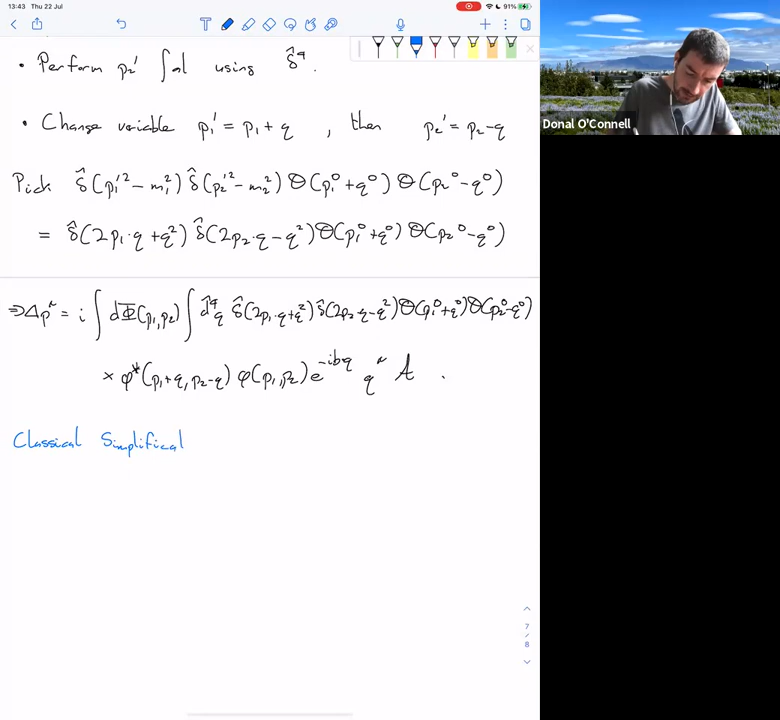 13:43 Thu 22 Jul
91%
Donal O'Connell
• Perform p₂' ∫al using δ̂⁴.
• Change variable p₁' = p₁ + q , then p₂' = p₂ - q
Pick δ̂(p₁'² - m₁²) δ̂(p₂'² - m₂²) Θ(p₁⁰ + q⁰) Θ(p₂⁰ - q⁰)
= δ̂(2p₁·q + q²) δ̂(2p₂·q - q²) Θ(p₁⁰ + q⁰) Θ(p₂⁰ - q⁰)
⇒ Δp^μ = i ∫ dΦ(p₁,p₂) ∫ d̂⁴q δ̂(2p₁·q + q²) δ̂(2p₂·q - q²) Θ(p₁⁰ + q⁰) Θ(p₂⁰ - q⁰)
× φ*(p₁+q, p₂-q) φ(p₁,p₂) e^{-ibq} q^μ A .
Classical Simplifical
7
/
8